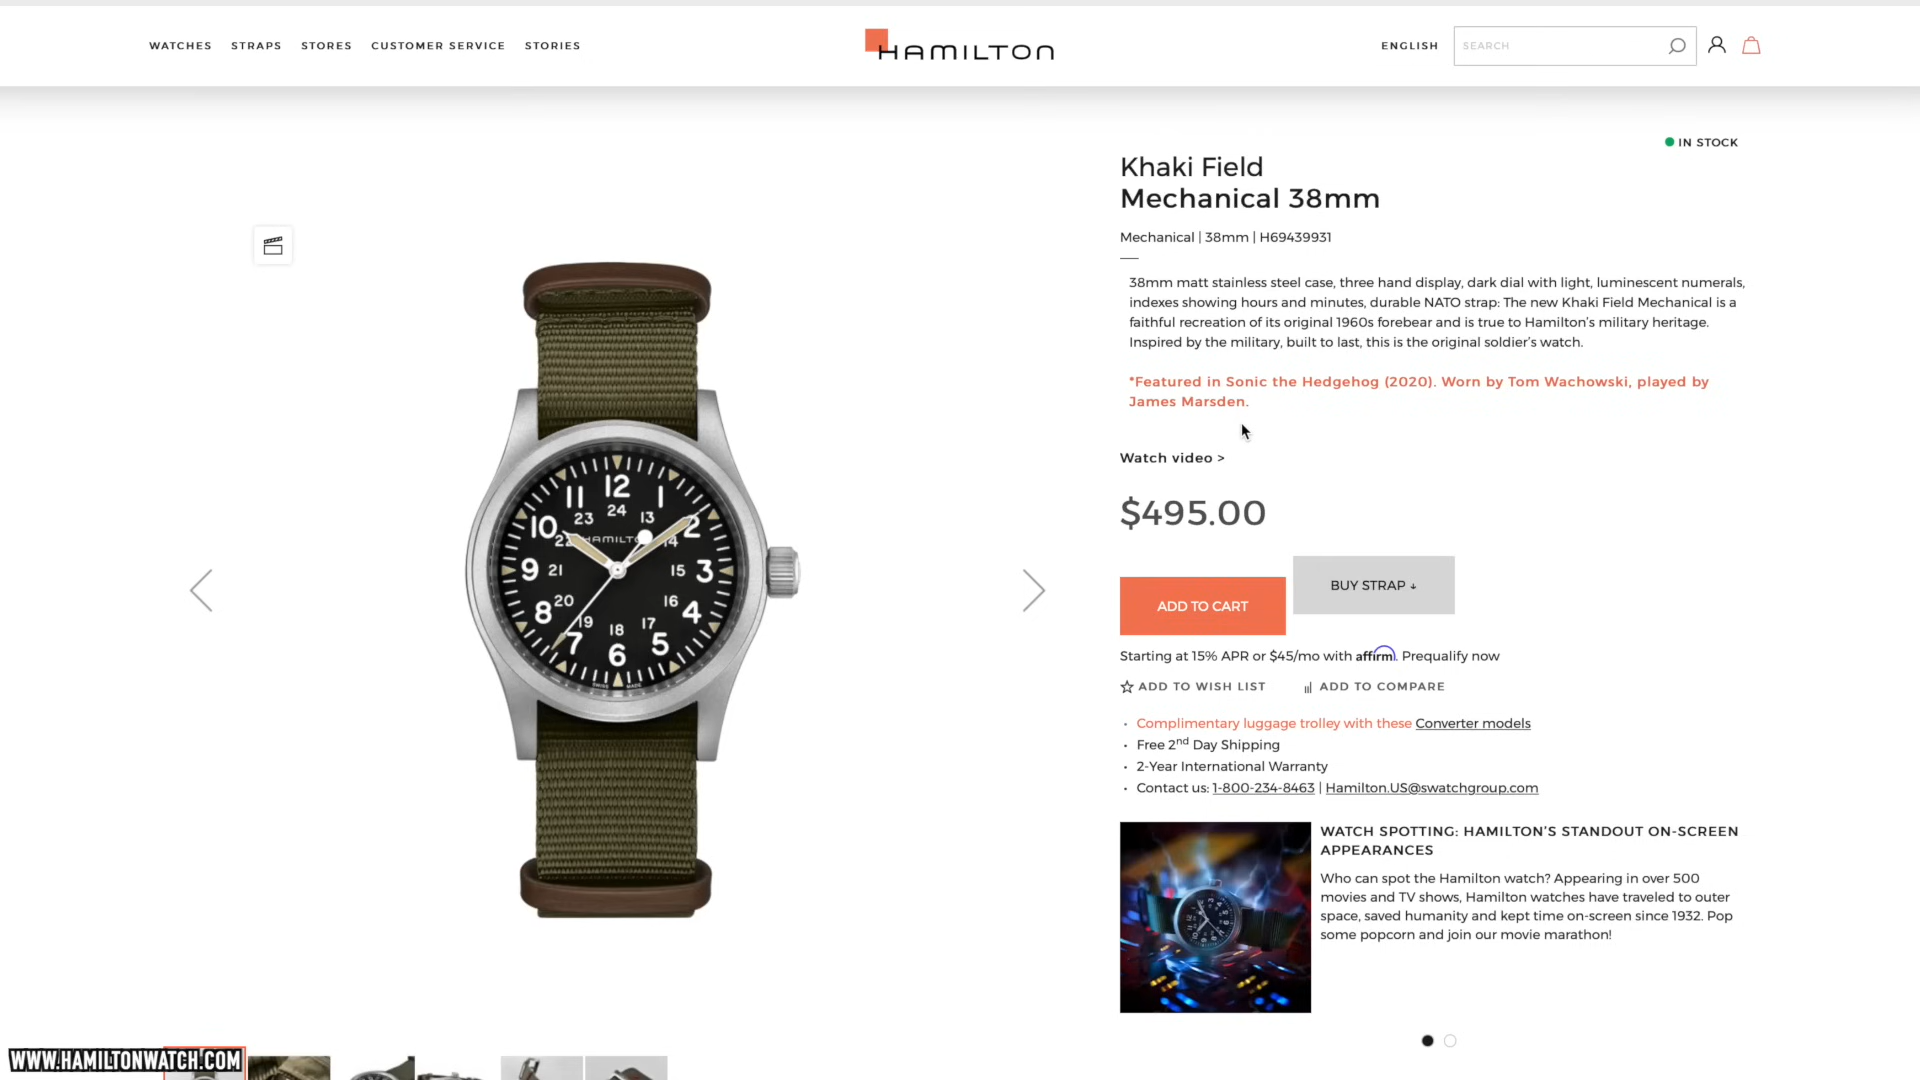 WATCHES STRAPS STORES CUSTOMER SERVICE STORIES
HAMILTON
ENGLISH
SEARCH
IN STOCK
Khaki Field
Mechanical 38mm
Mechanical | 38mm | H69439931
38mm matt stainless steel case, three hand display, dark dial with light, luminescent numerals,
indexes showing hours and minutes, durable NATO strap: The new Khaki Field Mechanical is a
faithful recreation of its original 1960s forebear and is true to Hamilton's military heritage.
Inspired by the military, built to last, this is the original soldier's watch.
*Featured in Sonic the Hedgehog (2020). Worn by Tom Wachowski, played by
James Marsden.
Watch video >
$495.00
ADD TO CART
BUY STRAP ↓
Starting at 15% APR or $45/mo with affirm. Prequalify now
ADD TO WISH LIST ADD TO COMPARE
• Complimentary luggage trolley with these Converter models
• Free 2nd Day Shipping
• 2-Year International Warranty
• Contact us: 1-800-234-8463 | Hamilton.US@swatchgroup.com
WATCH SPOTTING: HAMILTON'S STANDOUT ON-SCREEN
APPEARANCES
Who can spot the Hamilton watch? Appearing in over 500
movies and TV shows, Hamilton watches have traveled to outer
space, saved humanity and kept time on-screen since 1932. Pop
some popcorn and join our movie marathon!
12
11 1
24
23 13
10 2
22 HAMILTON 14
9 21 15 3
20 16
8 4
19 17
18
7 5
6
SWISS MADE
WWW.HAMILTONWATCH.COM